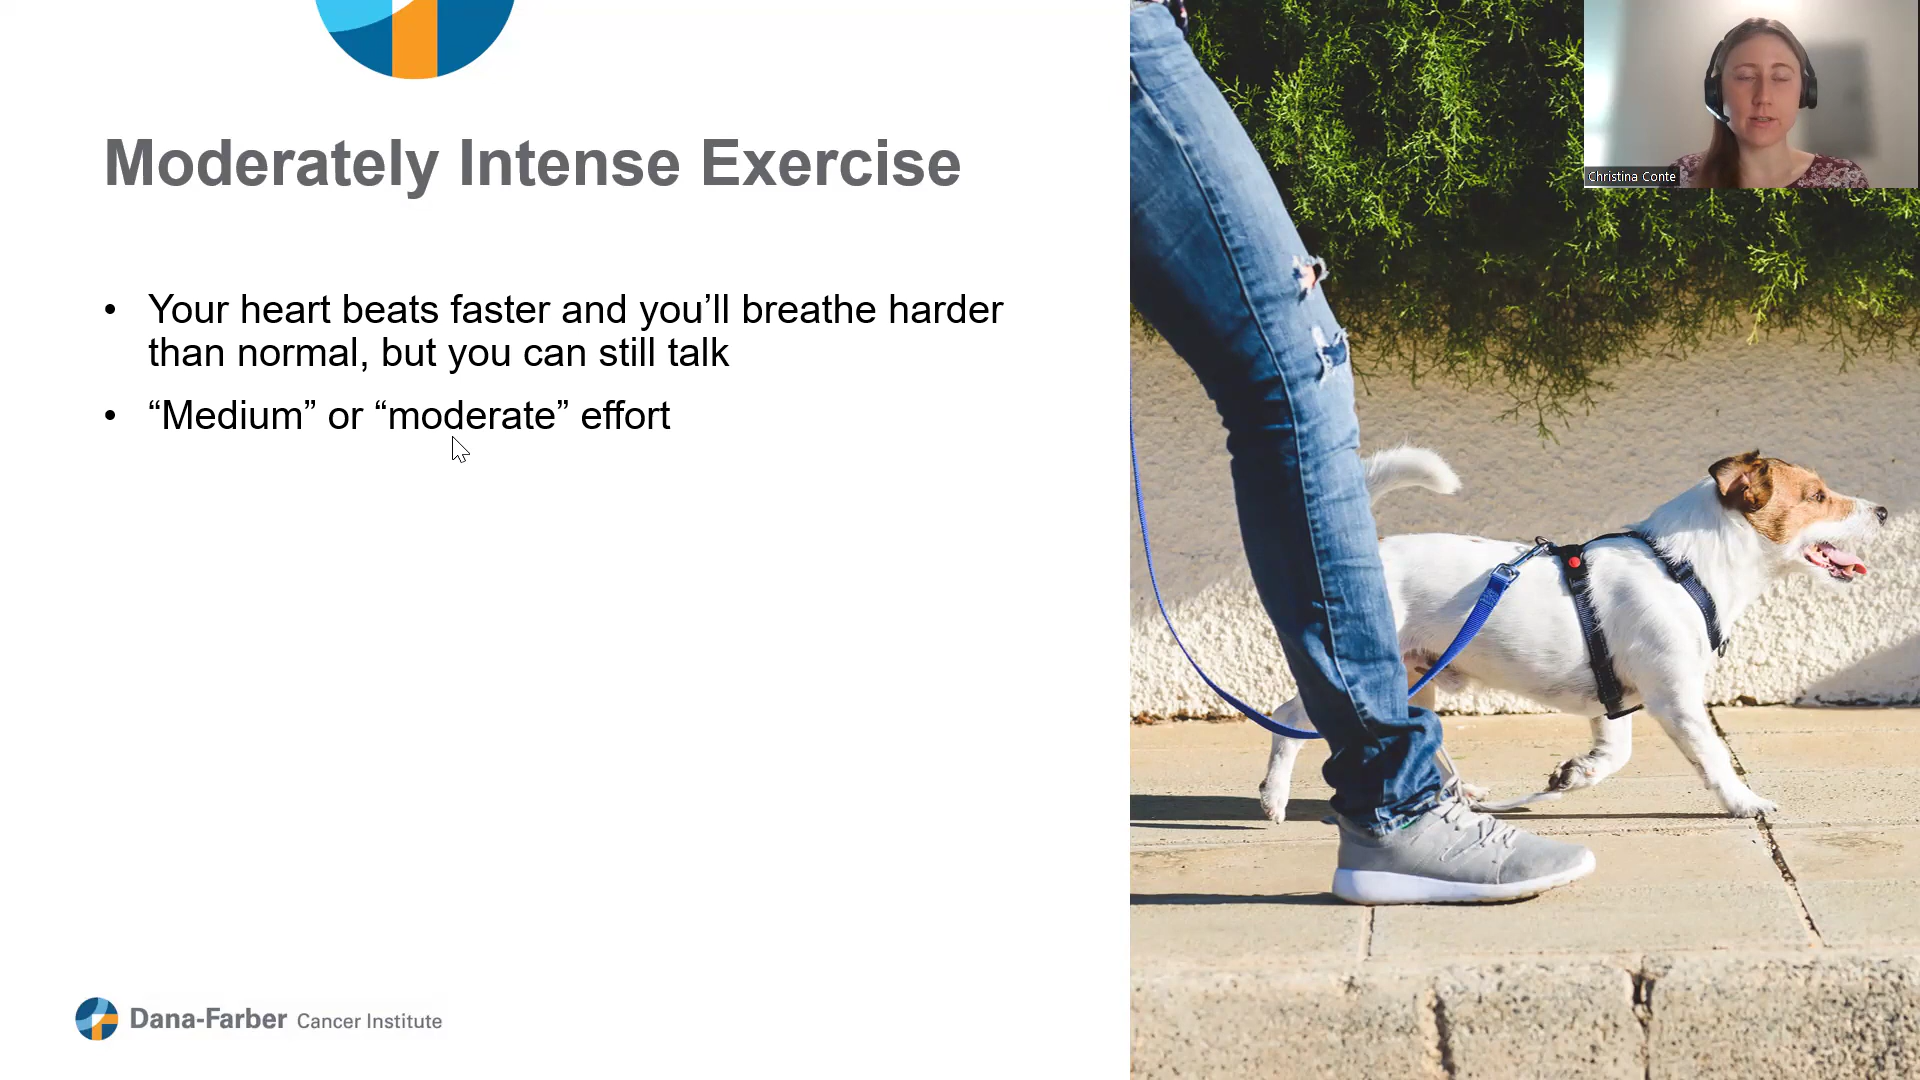 Moderately Intense Exercise
• Your heart beats faster and you’ll breathe harder
than normal, but you can still talk
• “Medium” or “moderate” effort
Christina Conte
Dana-Farber Cancer Institute